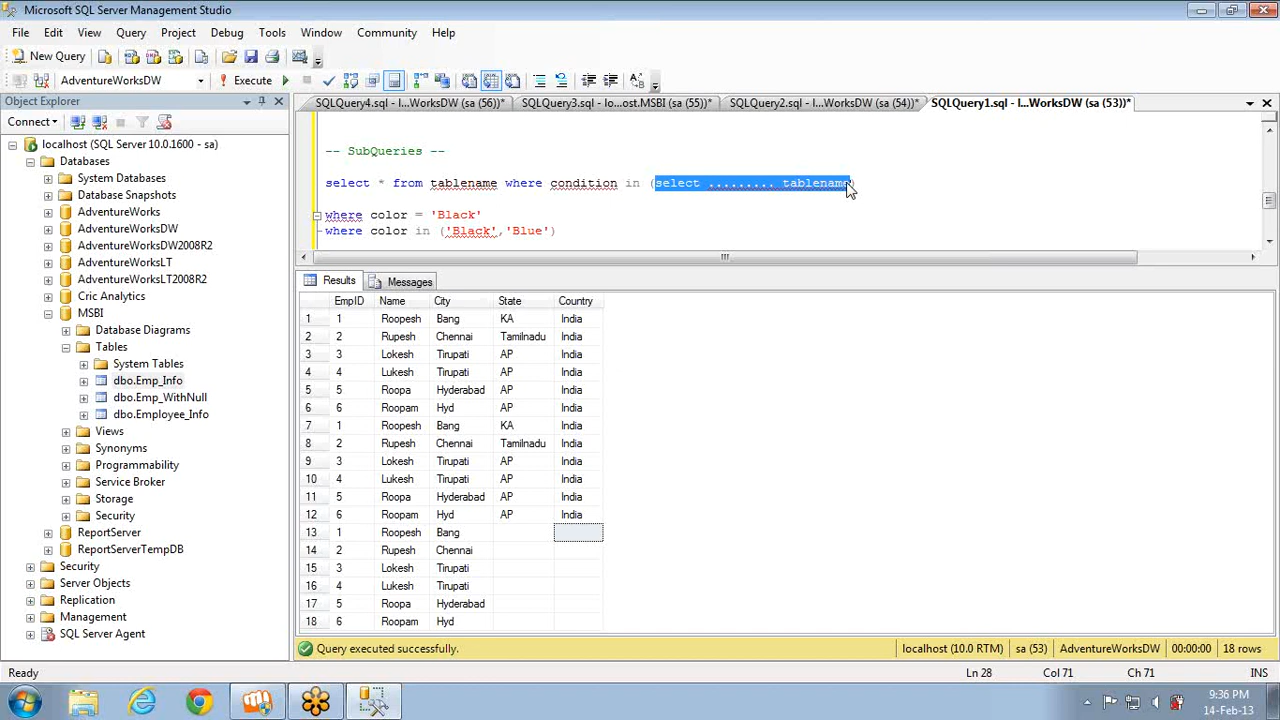 Microsoft SQL Server Management Studio
File Edit View Query Project Debug Tools Window Community Help
New Query
AdventureWorksDW Execute
Object Explorer
SQLQuery4.sql - l...WorksDW (sa (56))* SQLQuery3.sql - lo...ost.MSBI (sa (55))* SQLQuery2.sql - l...WorksDW (sa (54))* SQLQuery1.sql - l...WorksDW (sa (53))*
Connect
localhost (SQL Server 10.0.1600 - sa)
Databases
System Databases
Database Snapshots
AdventureWorks
AdventureWorksDW
AdventureWorksDW2008R2
AdventureWorksLT
AdventureWorksLT2008R2
Cric Analytics
MSBI
Database Diagrams
Tables
System Tables
dbo.Emp_Info
dbo.Emp_WithNull
dbo.Employee_Info
Views
Synonyms
Programmability
Service Broker
Storage
Security
ReportServer
ReportServerTempDB
Security
Server Objects
Replication
Management
SQL Server Agent
-- SubQueries --
select * from tablename where condition in (select ......... tablename)
where color = 'Black'
where color in ('Black','Blue')
Results Messages
EmpID Name City State Country
1 1 Roopesh Bang KA India
2 2 Rupesh Chennai Tamilnadu India
3 3 Lokesh Tirupati AP India
4 4 Lukesh Tirupati AP India
5 5 Roopa Hyderabad AP India
6 6 Roopam Hyd AP India
7 1 Roopesh Bang KA India
8 2 Rupesh Chennai Tamilnadu India
9 3 Lokesh Tirupati AP India
10 4 Lukesh Tirupati AP India
11 5 Roopa Hyderabad AP India
12 6 Roopam Hyd AP India
13 1 Roopesh Bang
14 2 Rupesh Chennai
15 3 Lokesh Tirupati
16 4 Lukesh Tirupati
17 5 Roopa Hyderabad
18 6 Roopam Hyd
Query executed successfully. localhost (10.0 RTM) sa (53) AdventureWorksDW 00:00:00 18 rows
Ready Ln 28 Col 71 Ch 71 INS
9:36 PM
14-Feb-13